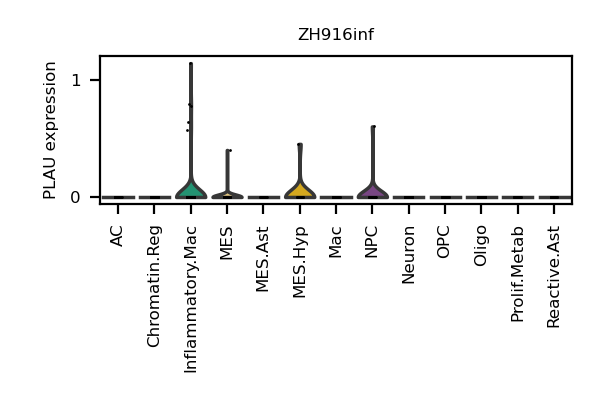 ZH916inf
PLAU expression
1
0
AC
Chromatin.Reg
Inflammatory.Mac
MES
MES.Ast
MES.Hyp
Mac
NPC
Neuron
OPC
Oligo
Prolif.Metab
Reactive.Ast